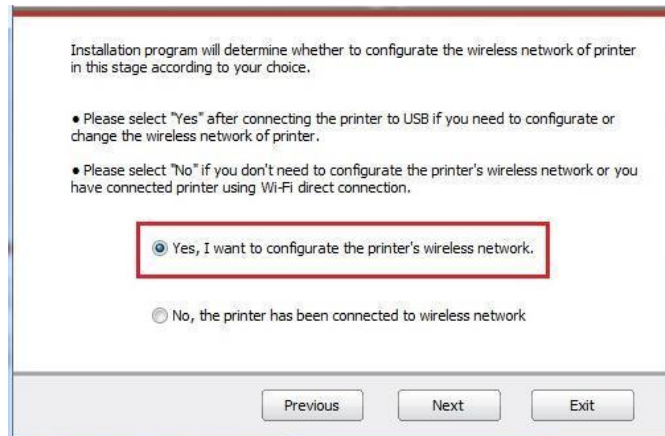 Installation program will determine whether to configurate the wireless network of printer
in this stage according to your choice.
● Please select "Yes" after connecting the printer to USB if you need to configurate or
change the wireless network of printer.
● Please select "No" if you don't need to configurate the printer's wireless network or you
have connected printer using Wi-Fi direct connection.
Yes, I want to configurate the printer's wireless network.
No, the printer has been connected to wireless network
Previous
Next
Exit